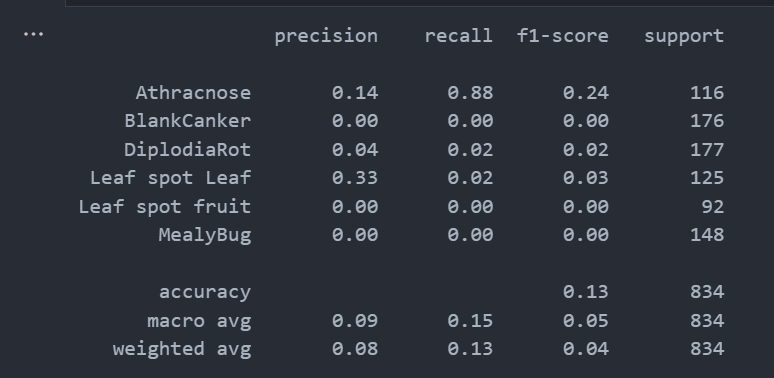 ...
precision recall f1-score support
Athracnose 0.14 0.88 0.24 116
BlankCanker 0.00 0.00 0.00 176
DiplodiaRot 0.04 0.02 0.02 177
Leaf spot Leaf 0.33 0.02 0.03 125
Leaf spot fruit 0.00 0.00 0.00 92
MealyBug 0.00 0.00 0.00 148
accuracy 0.13 834
macro avg 0.09 0.15 0.05 834
weighted avg 0.08 0.13 0.04 834